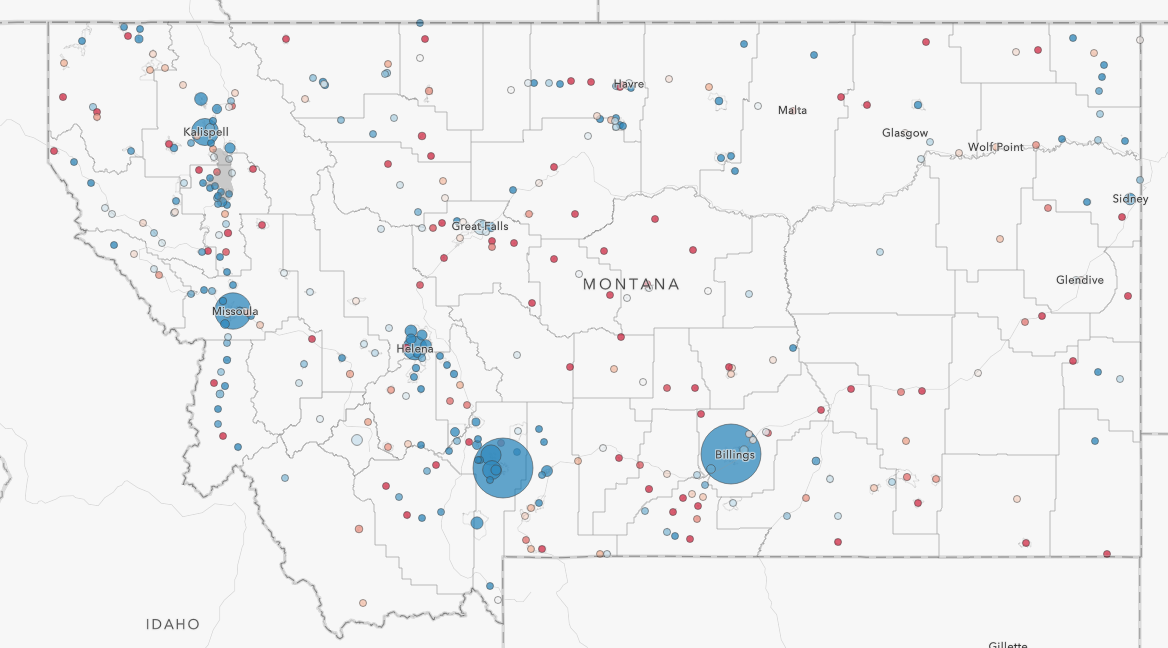 Havre
Malta
Kalispell
Glasgow
Wolf Point
Sidney
Great Falls
MONTANA
Glendive
Missoula
Helena
Billings
IDAHO
Gillette